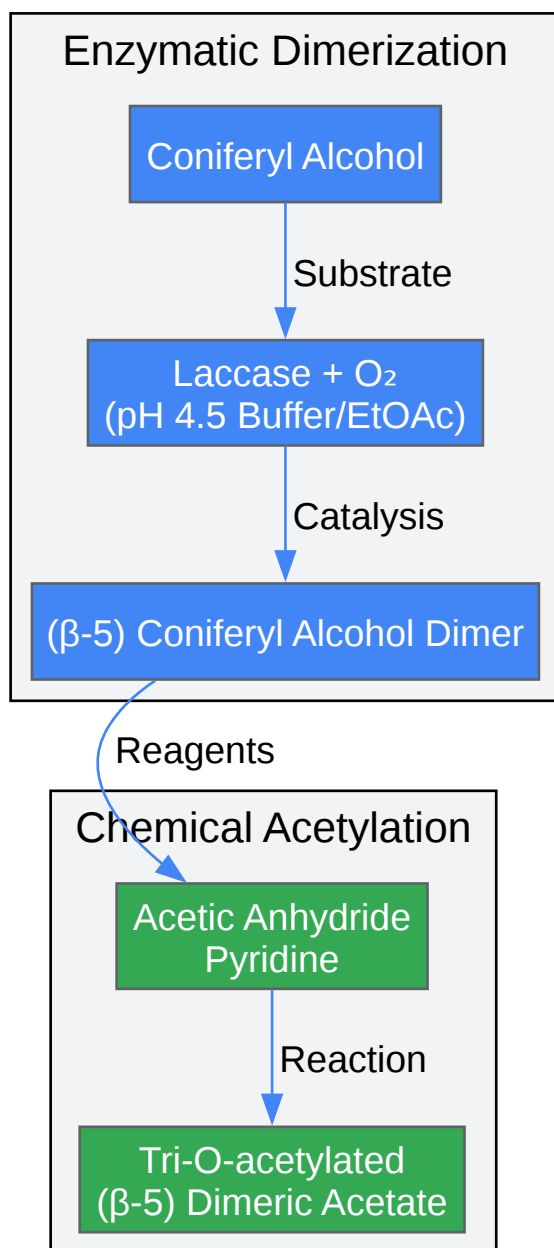 Enzymatic Dimerization
Coniferyl Alcohol
Substrate
Laccase + O₂
(pH 4.5 Buffer/EtOAc)
Catalysis
(β-5) Coniferyl Alcohol Dimer
Reagents
Chemical Acetylation
Acetic Anhydride
Pyridine
Reaction
Tri-O-acetylated
(β-5) Dimeric Acetate